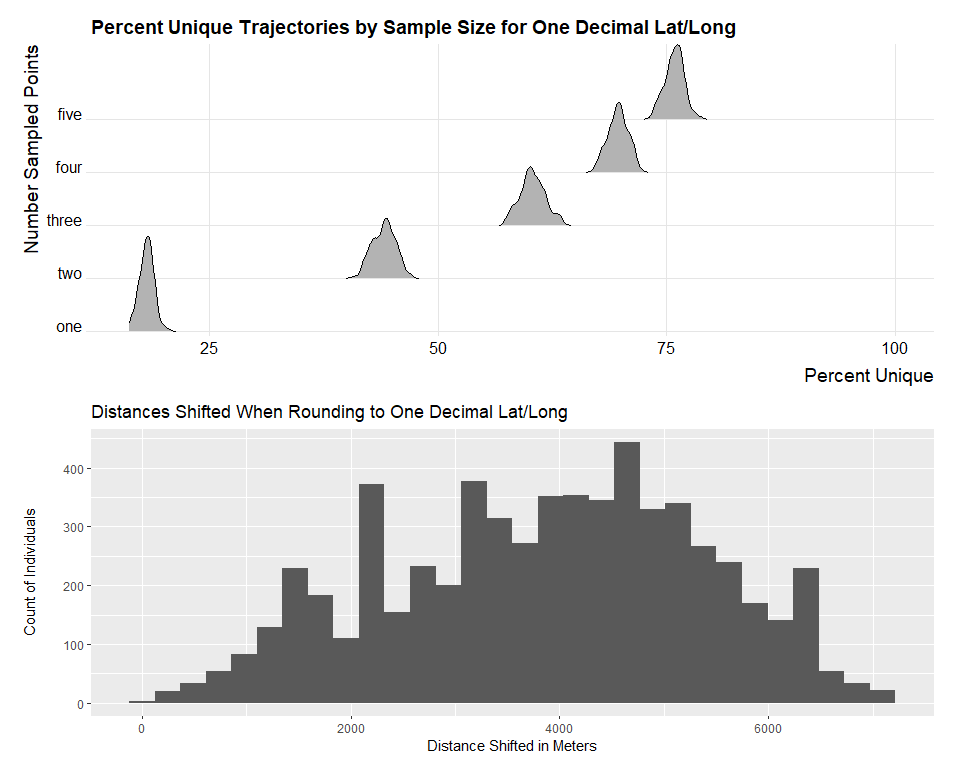 Percent Unique Trajectories by Sample Size for One Decimal Lat/Long
Number Sampled Points
five
four
three
two
one
25 50 75 100
Percent Unique
Distances Shifted When Rounding to One Decimal Lat/Long
Count of Individuals
400
300
200
100
0
0 2000 4000 6000
Distance Shifted in Meters